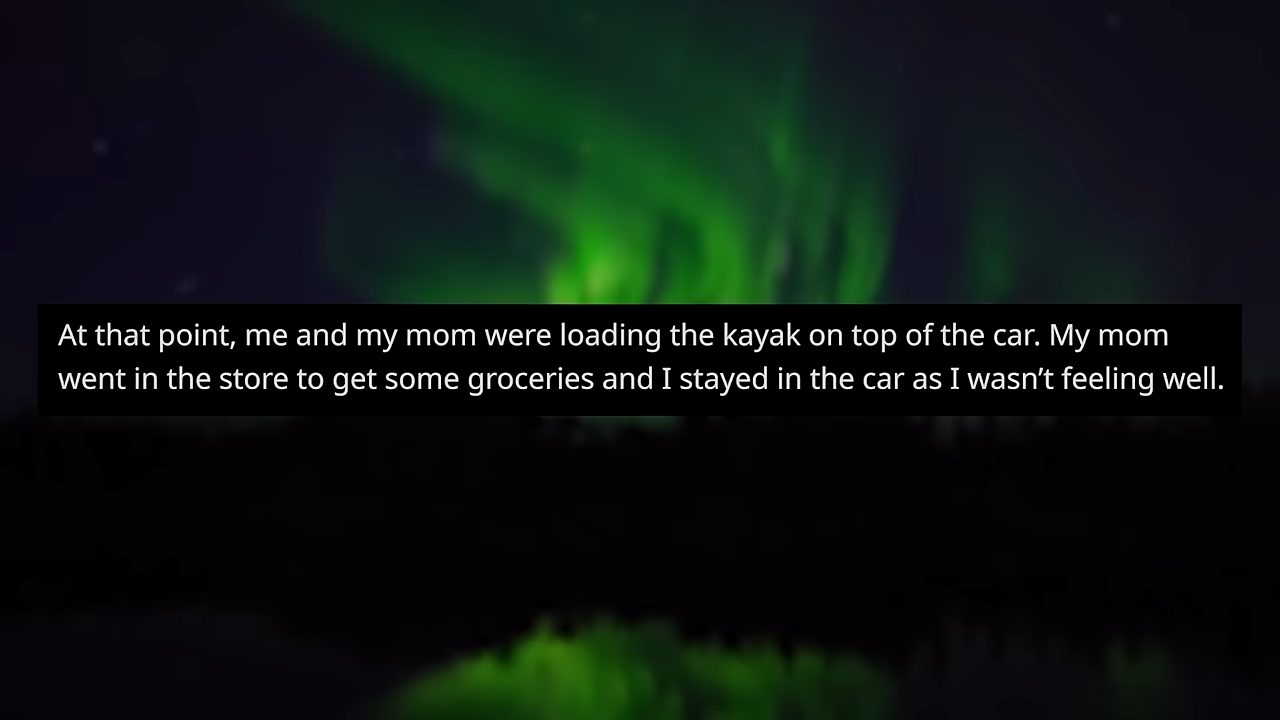 At that point, me and my mom were loading the kayak on top of the car. My mom
went in the store to get some groceries and I stayed in the car as I wasn’t feeling well.